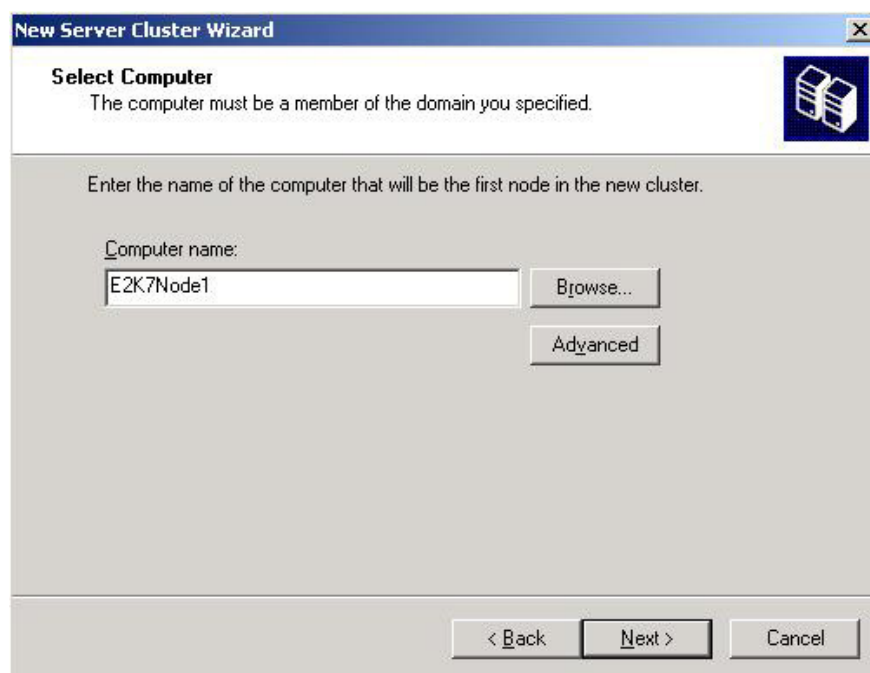 New Server Cluster Wizard
Select Computer
The computer must be a member of the domain you specified.
Enter the name of the computer that will be the first node in the new cluster.
Computer name:
E2K7Node1
Browse...
Advanced
< Back
Next >
Cancel